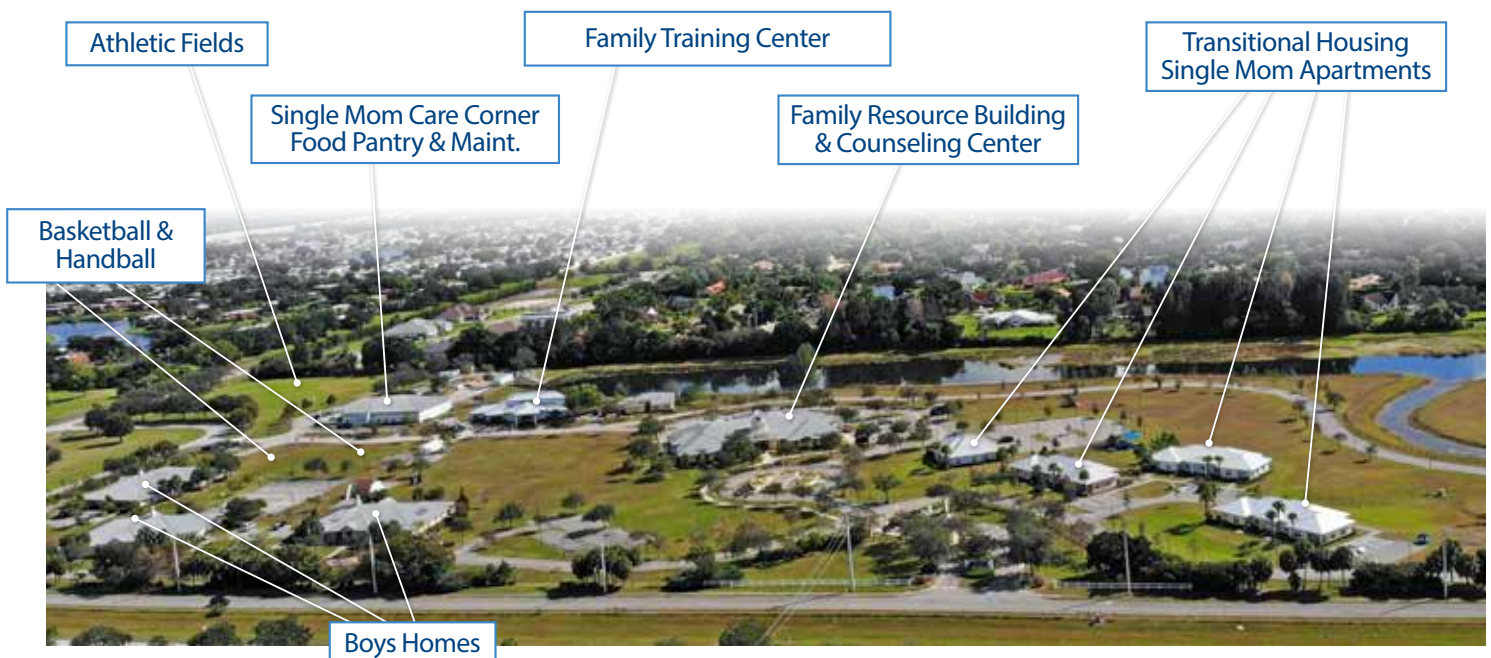 Athletic Fields
Family Training Center
Transitional Housing
Single Mom Apartments
Single Mom Care Corner
Food Pantry & Maint.
Family Resource Building
& Counseling Center
Basketball &
Handball
Boys Homes